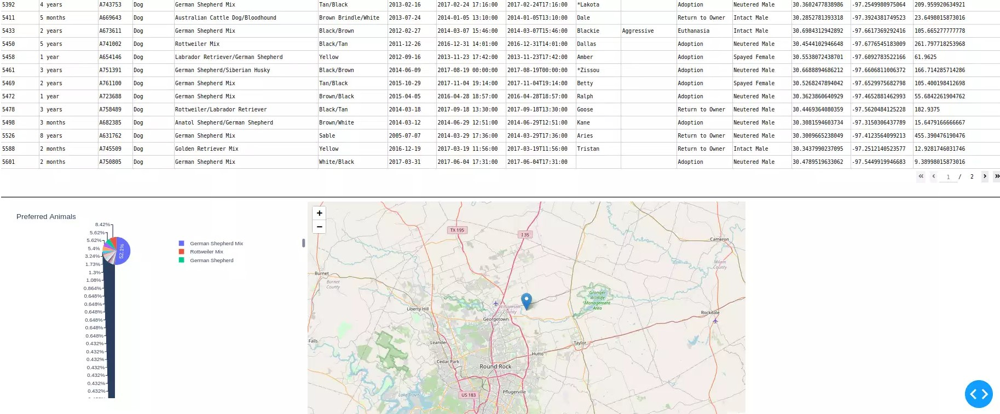 5392 4 years A743753 Dog German Shepherd Mix Tan/Black 2013-02-16 2017-02-24 17:16:00 2017-02-24T17:16:00 *Lakota Adoption Neutered Male 30.3602477838986 -97.2549980975064 209.959920634921
5411 5 months A669643 Dog Australian Cattle Dog/Bloodhound Brown Brindle/White 2013-07-24 2014-01-05 13:10:00 2014-01-05T13:10:00 Dale Return to Owner Intact Male 30.2852781393318 -97.3924381749523 23.6498015873016
5433 2 years A673611 Dog German Shepherd Mix Black/Brown 2012-02-27 2014-03-07 15:46:00 2014-03-07T15:46:00 Blackie Aggressive Euthanasia Intact Male 30.6984312942892 -97.6617369292416 105.665277777778
5450 5 years A741002 Dog Rottweiler Mix Black/Tan 2011-12-26 2016-12-31 14:01:00 2016-12-31T14:01:00 Dallas Adoption Neutered Male 30.4544102946648 -97.6776545183009 261.797718253968
5458 1 year A654146 Dog Labrador Retriever/German Shepherd Yellow 2012-09-16 2013-11-23 17:42:00 2013-11-23T17:42:00 Amber Adoption Spayed Female 30.5538072438701 -97.6092783522166 61.9625
5461 3 years A751391 Dog German Shepherd/Siberian Husky Black/Brown 2014-06-09 2017-08-19 00:00:00 2017-08-19T00:00:00 *Zissou Adoption Neutered Male 30.6688894686212 -97.6606811006372 166.714285714286
5469 2 years A761100 Dog German Shepherd Mix Tan/Black 2015-10-29 2017-11-04 19:14:00 2017-11-04T19:14:00 Betty Adoption Spayed Female 30.5268247894042 -97.6529975682798 105.400198412698
5472 1 year A723688 Dog German Shepherd Mix Brown/Black 2015-04-05 2016-04-28 18:57:00 2016-04-28T18:57:00 Ralph Adoption Neutered Male 30.3623860640929 -97.4652881462993 55.6842261904762
5478 3 years A758489 Dog Rottweiler/Labrador Retriever Black/Tan 2014-03-18 2017-09-18 13:30:00 2017-09-18T13:30:00 Goose Return to Owner Neutered Male 30.4469364080359 -97.5620484125228 182.9375
5498 3 months A682385 Dog Anatol Shepherd/German Shepherd Brown/White 2014-03-12 2014-06-29 12:51:00 2014-06-29T12:51:00 Kane Adoption Neutered Male 30.3081594603734 -97.3150306437789 15.6479166666667
5526 8 years A631762 Dog German Shepherd Mix Sable 2005-07-07 2014-03-29 17:36:00 2014-03-29T17:36:00 Aries Return to Owner Neutered Male 30.3009665238049 -97.4123564099213 455.390476190476
5588 2 months A745509 Dog Golden Retriever Mix Yellow 2016-12-19 2017-03-19 11:56:00 2017-03-19T11:56:00 Tristan Return to Owner Intact Male 30.3437990237095 -97.2512140523577 12.9281746031746
5601 2 months A750805 Dog German Shepherd Mix White/Black 2017-03-31 2017-06-04 17:31:00 2017-06-04T17:31:00 Adoption Neutered Male 30.4789519633062 -97.5449919946683 9.38998015873016
« ‹ 1 / 2 › »
Preferred Animals
8.42%
5.62%
5.62%
5.4%
3.24%
1.73%
1.3%
1.08%
0.864%
0.648%
0.648%
0.648%
0.648%
0.648%
0.648%
0.432%
0.432%
0.432%
0.432%
0.432%
0.432%
0.432%
52.1%
German Shepherd Mix
Rottweiler Mix
German Shepherd
+
−
TX 195
I 35
Cameron
Milam County
Burnet
Burnet County
Granger Wildlife Management Area
Liberty Hill
Williamson County
Georgetown
Rockdale
Falls
Leander
Taylor
Hutto
Cedar Park
Round Rock
Lake Travis
US 183
Pflugerville